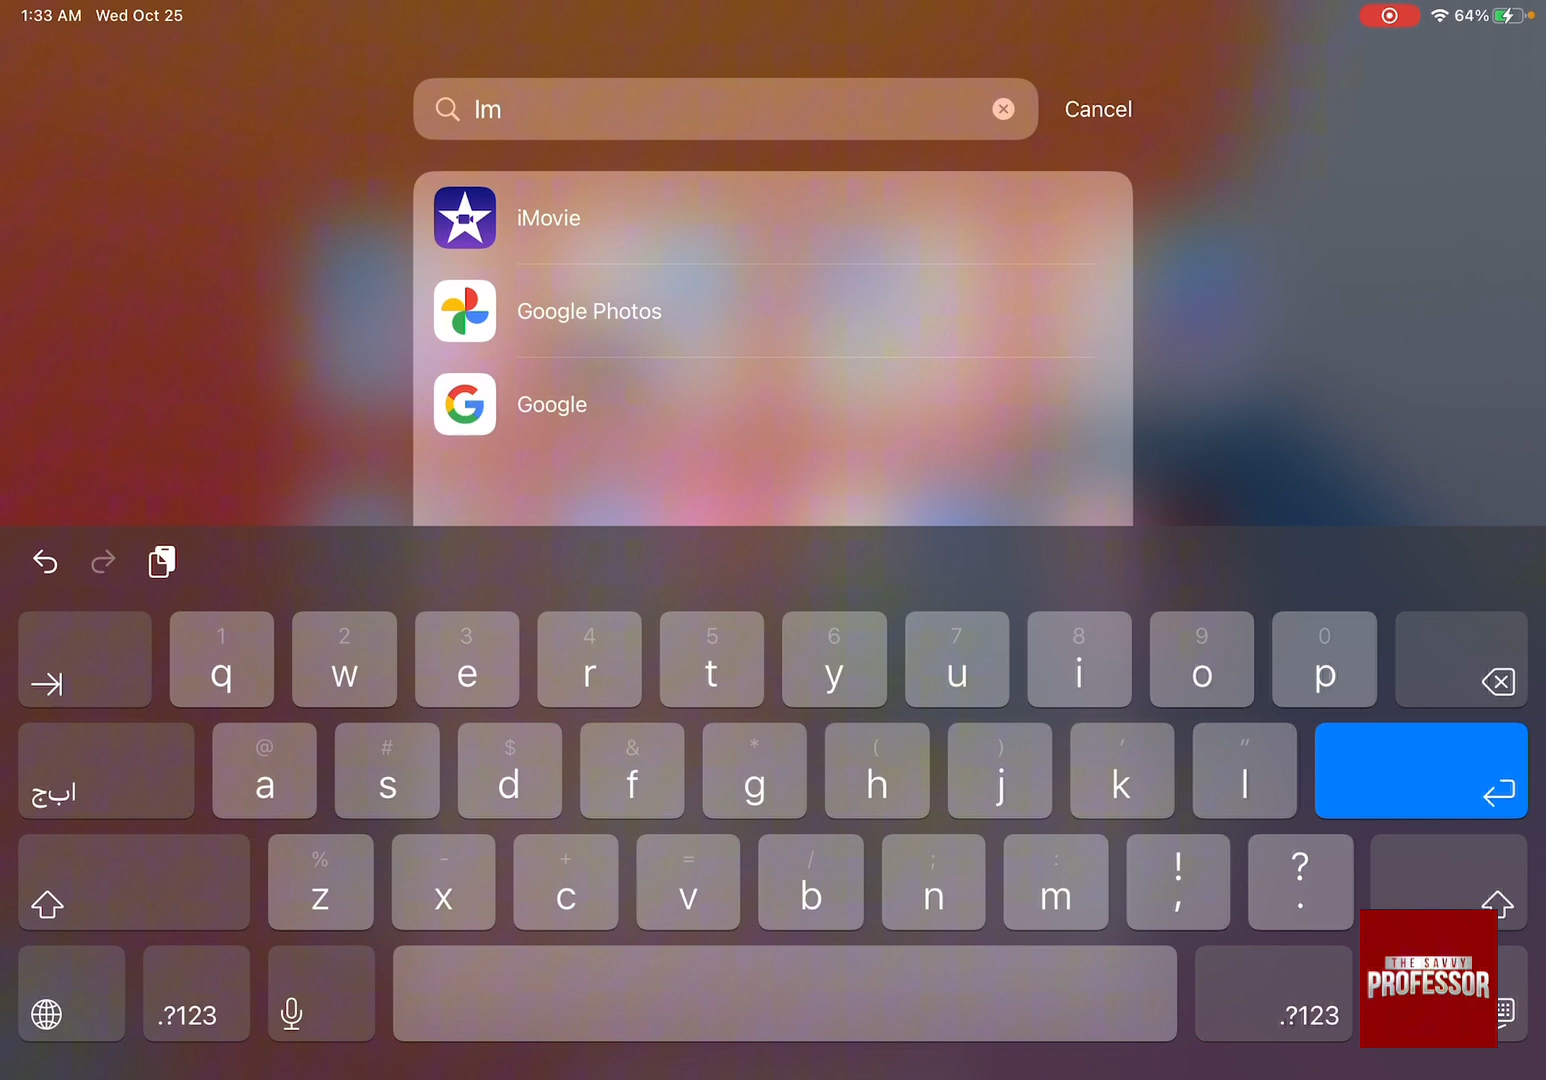 1:33 AM Wed Oct 25
64%
Im
Cancel
iMovie
Google Photos
Google
1 2 3 4 5 6 7 8 9 0
q w e r t y u i o p
@ # $ & * ( ) ' "
ابج a s d f g h j k l
% - + = / ; : ! ?
z x c v b n m , .
.?123 .?123
THE SAVVY
PROFESSOR